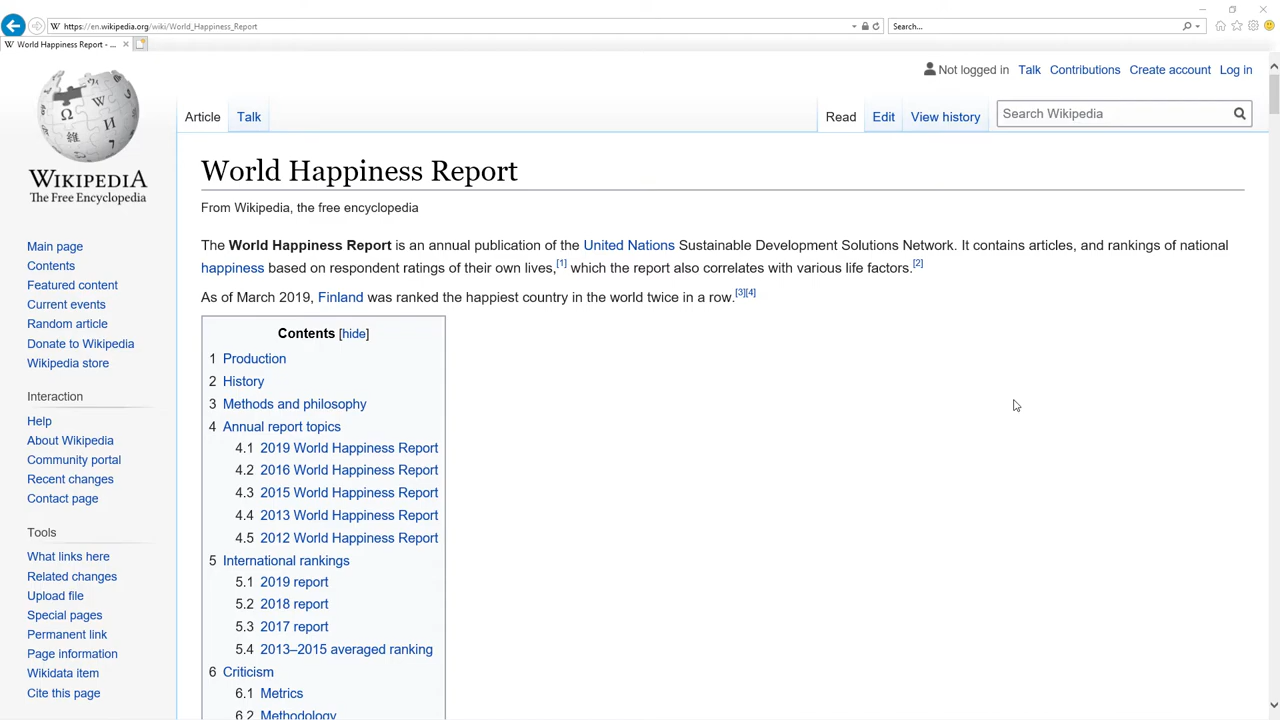 https://en.wikipedia.org/wiki/World_Happiness_Report
Search...
World Happiness Report - ...
Not logged in Talk Contributions Create account Log in
Article Talk Read Edit View history Search Wikipedia
WIKIPEDIA
The Free Encyclopedia
World Happiness Report
From Wikipedia, the free encyclopedia
The World Happiness Report is an annual publication of the United Nations Sustainable Development Solutions Network. It contains articles, and rankings of national
happiness based on respondent ratings of their own lives,[1] which the report also correlates with various life factors.[2]
As of March 2019, Finland was ranked the happiest country in the world twice in a row.[3][4]
Contents [hide]
1 Production
2 History
3 Methods and philosophy
4 Annual report topics
4.1 2019 World Happiness Report
4.2 2016 World Happiness Report
4.3 2015 World Happiness Report
4.4 2013 World Happiness Report
4.5 2012 World Happiness Report
5 International rankings
5.1 2019 report
5.2 2018 report
5.3 2017 report
5.4 2013–2015 averaged ranking
6 Criticism
6.1 Metrics
6.2 Methodology
Main page
Contents
Featured content
Current events
Random article
Donate to Wikipedia
Wikipedia store
Interaction
Help
About Wikipedia
Community portal
Recent changes
Contact page
Tools
What links here
Related changes
Upload file
Special pages
Permanent link
Page information
Wikidata item
Cite this page